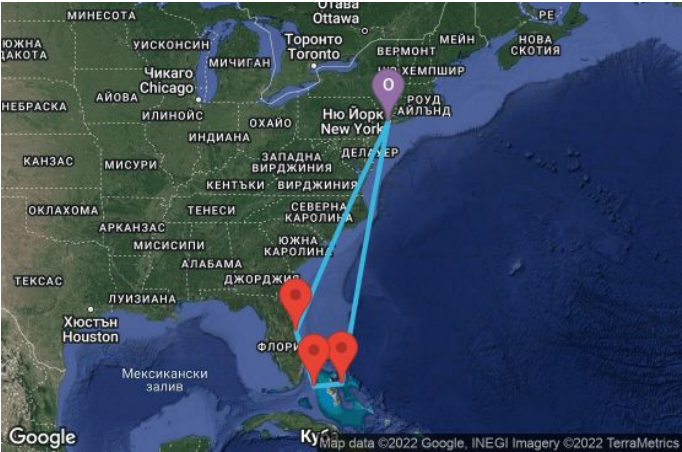 МИНЕСОТА
Отава
Ottawa
PE
ЮЖНА
ДАКОТА
УИСКОНСИН
Торонто
Toronto
ВЕРМОНТ
МЕЙН
НОВА
СКОТИЯ
МИЧИГАН
Чикаго
Chicago
НЮ ХЕМПШИР
НЕБРАСКА
АЙОВА
О
РОУД
АЙЛЪНД
ИЛИНОЙС
ОХАЙО
Ню Йорк
New York
ИНДИАНА
КАНЗАС
МИСУРИ
ЗАПАДНА
ВИРДЖИНИЯ
ДЕЛАУЕР
КЕНТЪКИ
ВИРДЖИНИЯ
ОКЛАХОМА
ТЕНЕСИ
СЕВЕРНА
КАРОЛИНА
АРКАНЗАС
МИСИСИПИ
ЮЖНА
КАРОЛИНА
АЛАБАМА
ТЕКСАС
ДЖОРДЖИЯ
ЛУИЗИАНА
Хюстън
Houston
ФЛОРИ
Мексикански
залив
Куба
Google
Map data ©2022 Google, INEGI Imagery ©2022 TerraMetrics